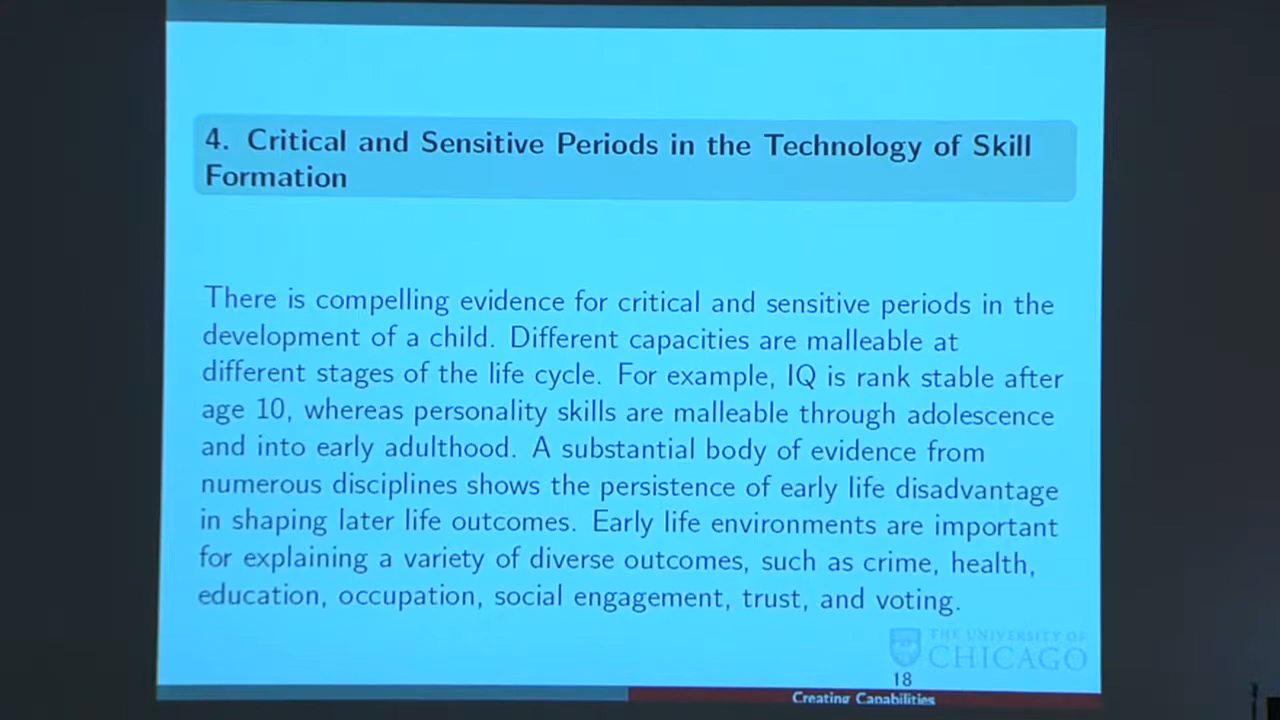 4. Critical and Sensitive Periods in the Technology of Skill
Formation
There is compelling evidence for critical and sensitive periods in the
development of a child. Different capacities are malleable at
different stages of the life cycle. For example, IQ is rank stable after
age 10, whereas personality skills are malleable through adolescence
and into early adulthood. A substantial body of evidence from
numerous disciplines shows the persistence of early life disadvantage
in shaping later life outcomes. Early life environments are important
for explaining a variety of diverse outcomes, such as crime, health,
education, occupation, social engagement, trust, and voting.
THE UNIVERSITY OF
CHICAGO
18
Creating Capabilities